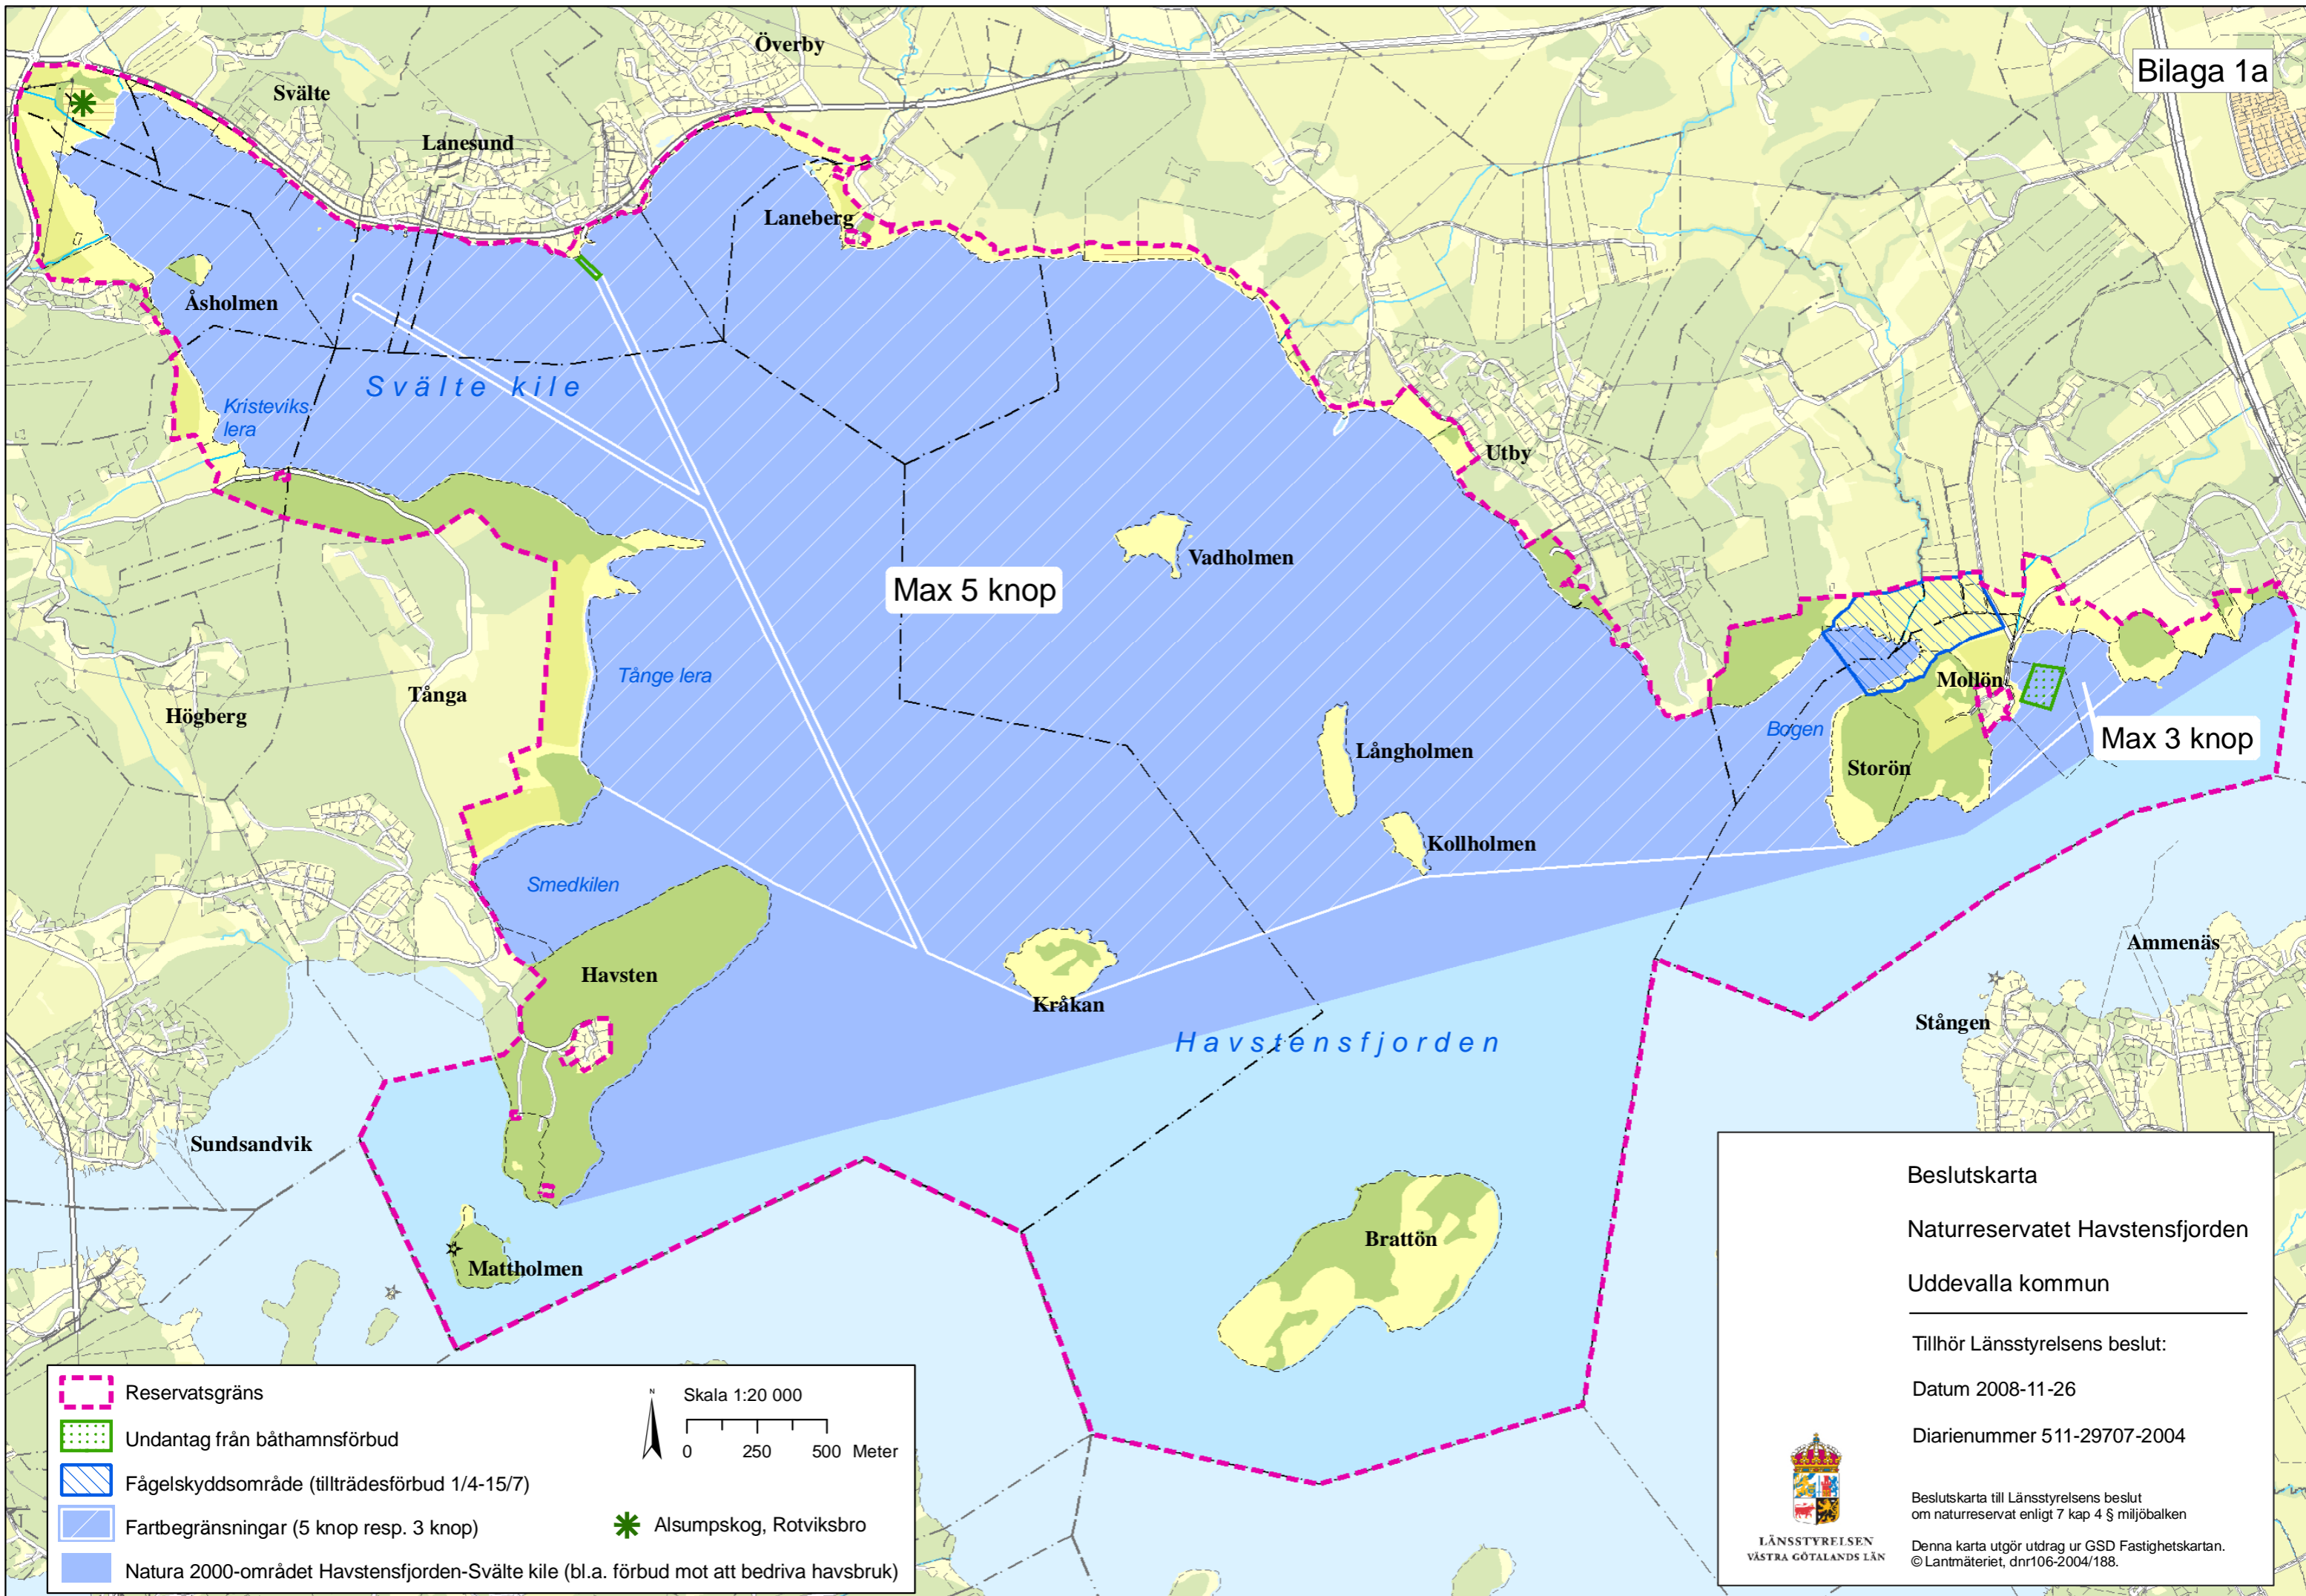 Bilaga 1a
Överby
Svälte
Lanesund
Laneberg
Åsholmen
Svälte kile
Kristeviks
lera
Utby
Vadholmen
Max 5 knop
Tånge lera
Tånga
Högberg
Mollön
Bogen
Max 3 knop
Storön
Långholmen
Kollholmen
Smedkilen
Havsten
Kråkan
Havstensfjorden
Ammenäs
Stången
Sundsandvik
Mattholmen
Brattön
Reservatsgräns
Undantag från båthamnsförbud
Fågelskyddsområde (tillträdesförbud 1/4-15/7)
Fartbegränsningar (5 knop resp. 3 knop)
Natura 2000-området Havstensfjorden-Svälte kile (bl.a. förbud mot att bedriva havsbruk)
N
Skala 1:20 000
0 250 500 Meter
Alsumpskog, Rotviksbro
Beslutskarta
Naturreservatet Havstensfjorden
Uddevalla kommun
Tillhör Länsstyrelsens beslut:
Datum 2008-11-26
Diarienummer 511-29707-2004
Beslutskarta till Länsstyrelsens beslut
om naturreservat enligt 7 kap 4 § miljöbalken
Denna karta utgör utdrag ur GSD Fastighetskartan.
© Lantmäteriet, dnr106-2004/188.
LÄNSSTYRELSEN
VÄSTRA GÖTALANDS LÄN